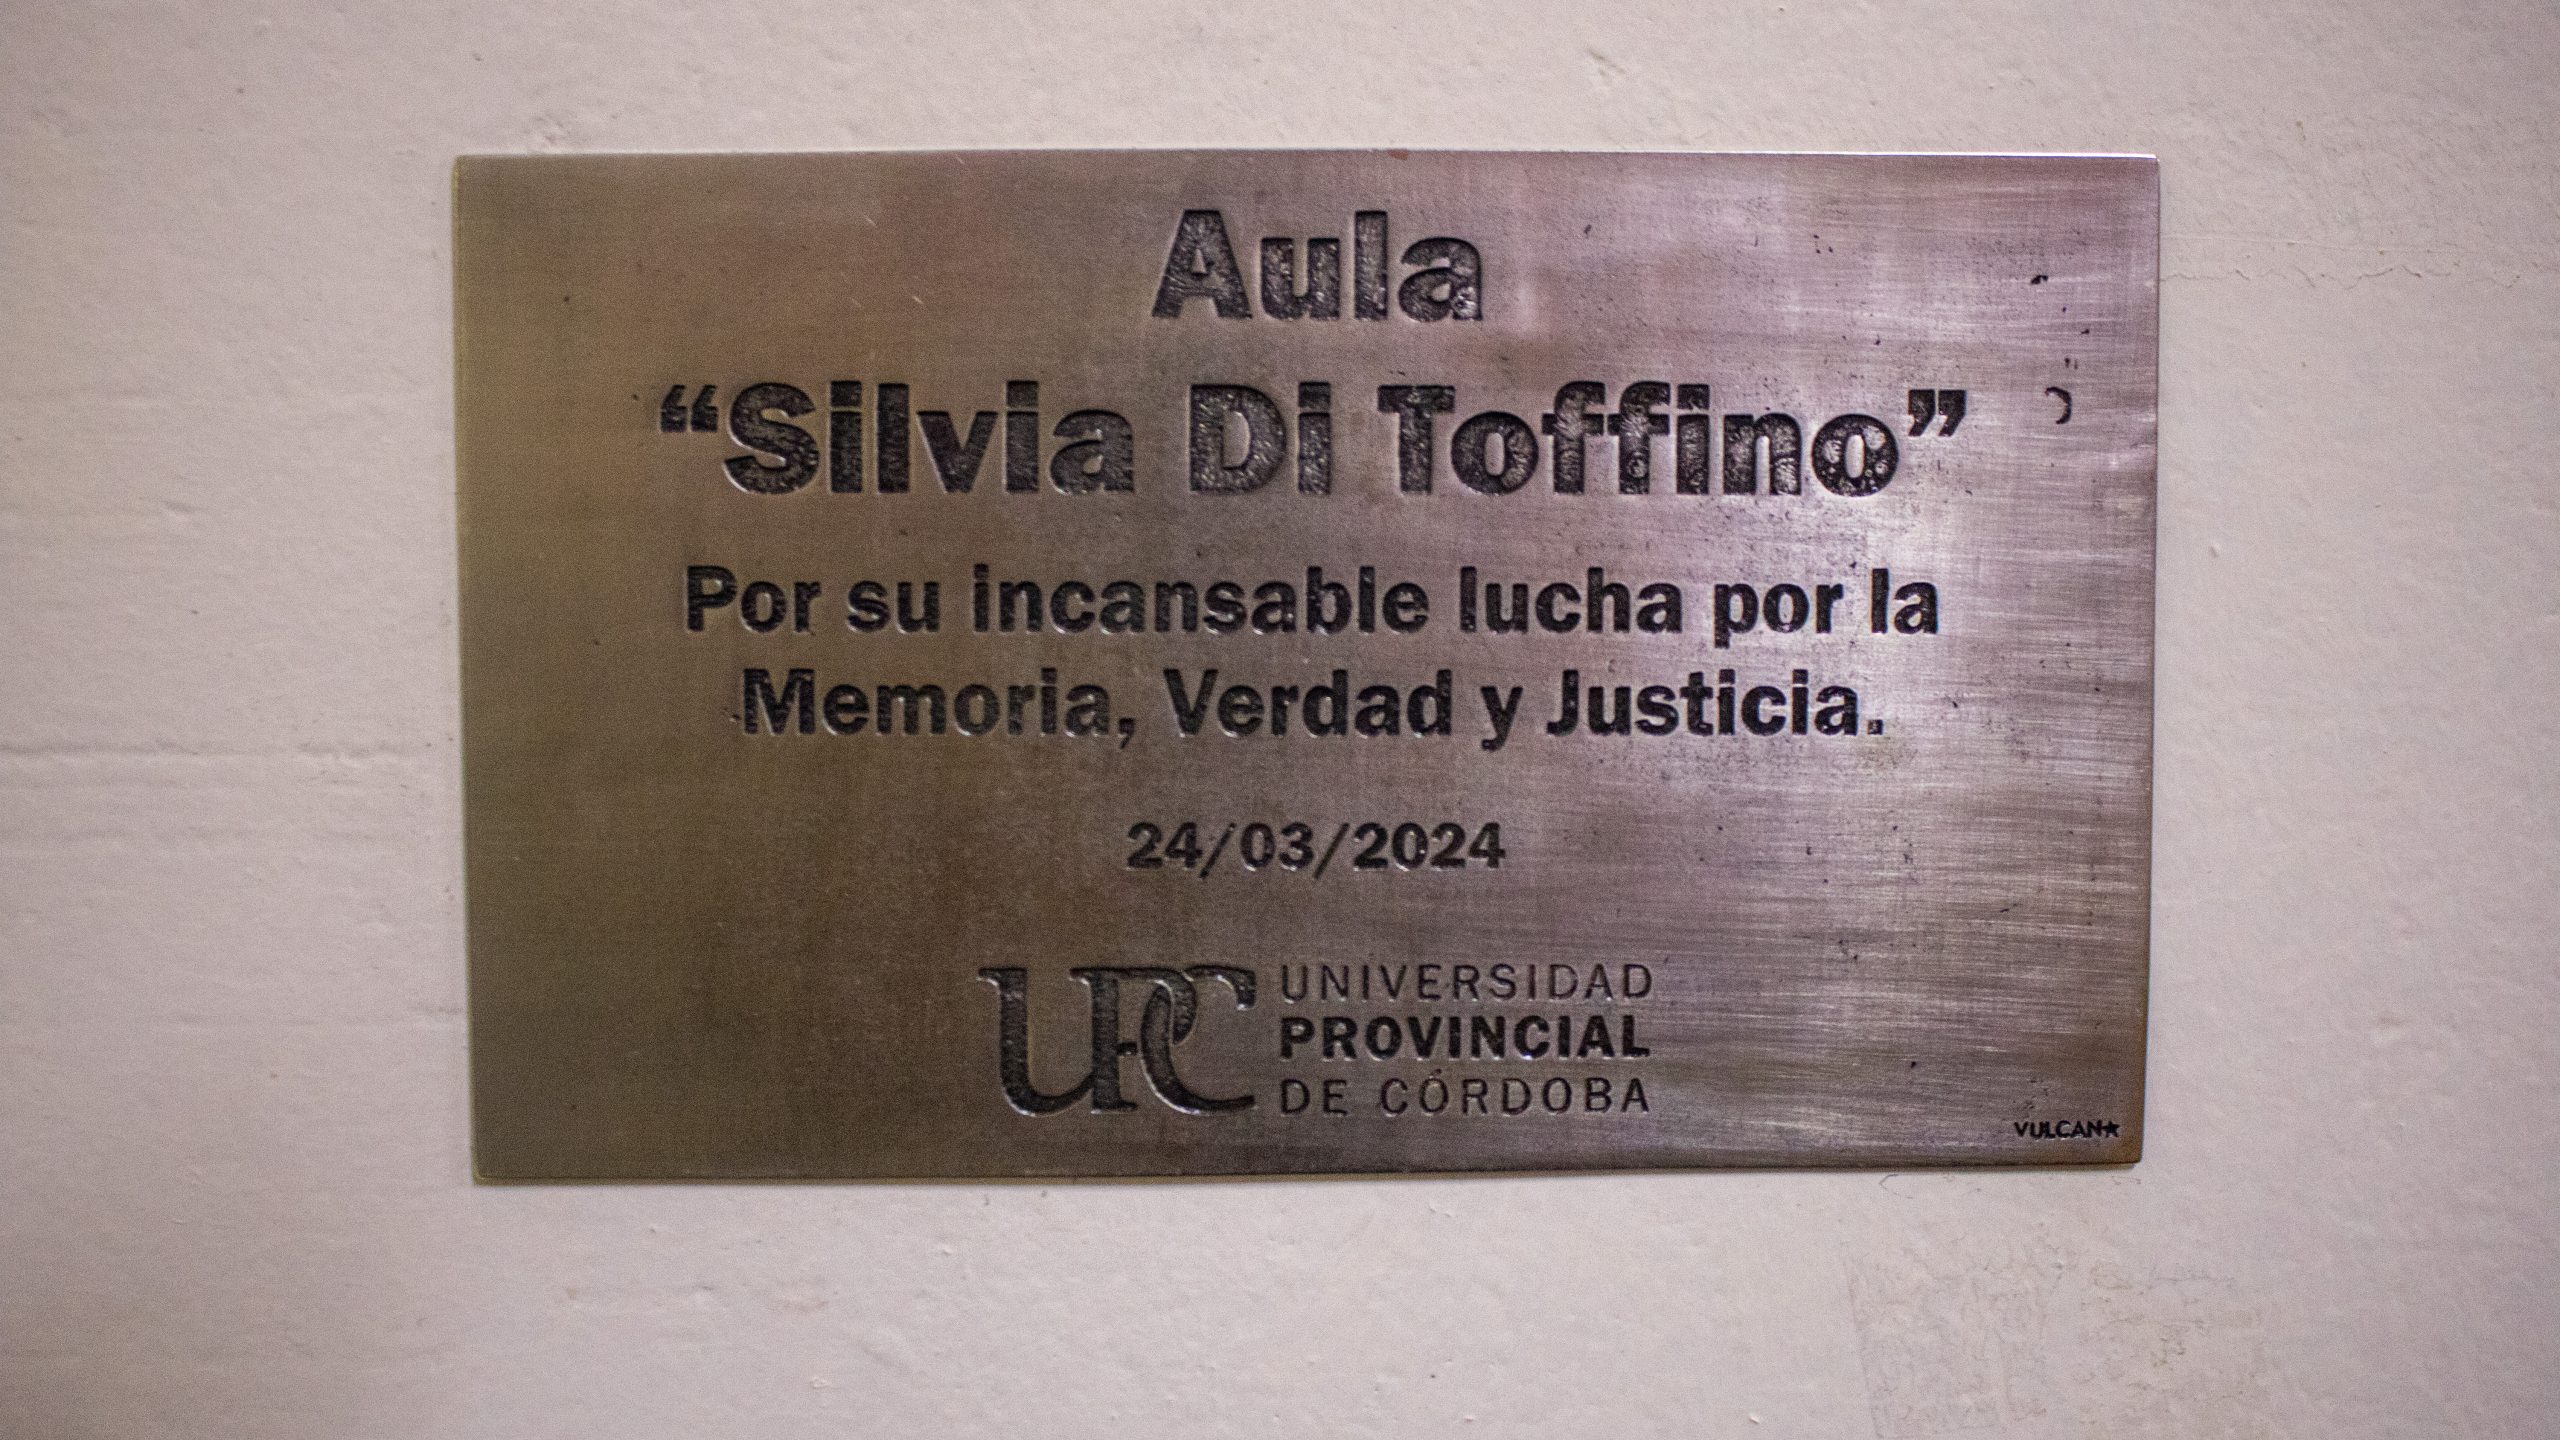 Aula
“Silvia Di Toffino”
Por su incansable lucha por la
Memoria, Verdad y Justicia.
24/03/2024
UPC
UNIVERSIDAD
PROVINCIAL
DE CÓRDOBA
VULCAN★